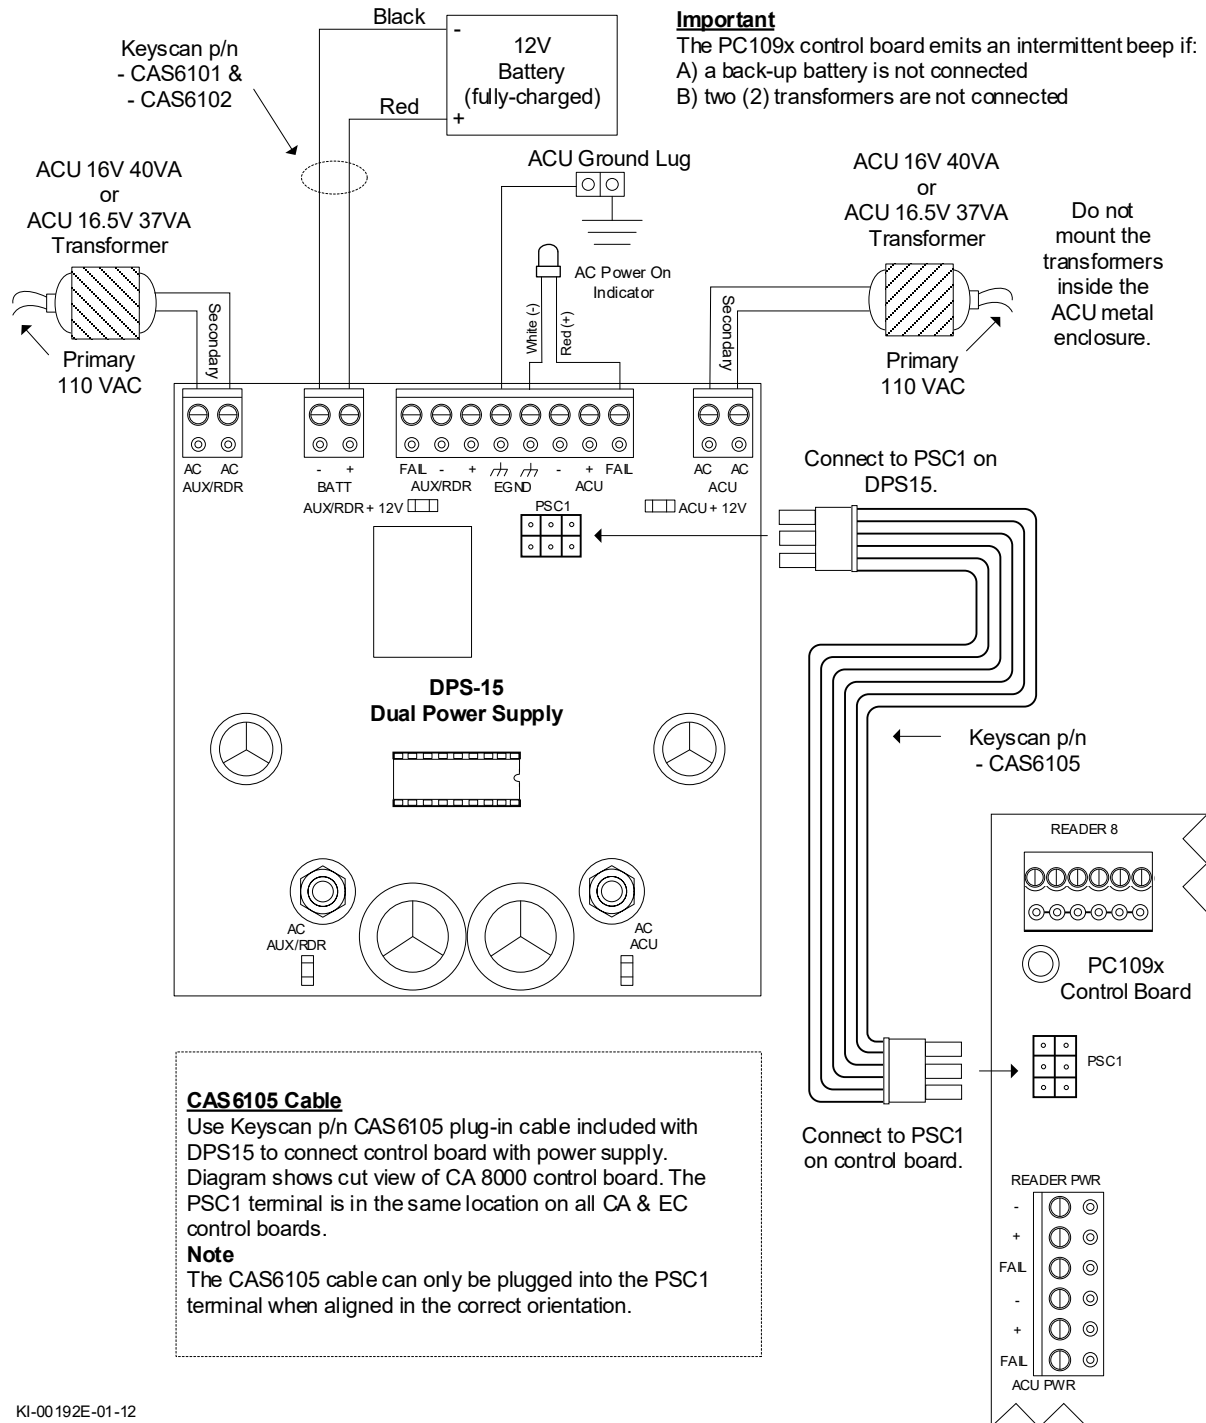 Black
Keyscan p/n
- CAS6101 &
- CAS6102
-
12V
Battery
(fully-charged)
Red
+
Important
The PC109x control board emits an intermittent beep if:
A) a back-up battery is not connected
B) two (2) transformers are not connected
ACU 16V 40VA
or
ACU 16.5V 37VA
Transformer
ACU Ground Lug
ACU 16V 40VA
or
ACU 16.5V 37VA
Transformer
Do not
mount the
transformers
inside the
ACU metal
enclosure.
AC Power On
Indicator
Secondary
White (-)
Red (+)
Secondary
Primary
110 VAC
Primary
110 VAC
AC AC
AUX/RDR
- +
BATT
FAIL - +
AUX/RDR
EGND
- + FAIL
ACU
AC AC
ACU
AUX/RDR + 12V
PSC1
ACU + 12V
Connect to PSC1 on
DPS15.
DPS-15
Dual Power Supply
Keyscan p/n
- CAS6105
AC
AUX/RDR
AC
ACU
READER 8
PC109x
Control Board
PSC1
Connect to PSC1
on control board.
READER PWR
-
+
FAIL
-
+
FAIL
ACU PWR
CAS6105 Cable
Use Keyscan p/n CAS6105 plug-in cable included with
DPS15 to connect control board with power supply.
Diagram shows cut view of CA 8000 control board. The
PSC1 terminal is in the same location on all CA & EC
control boards.
Note
The CAS6105 cable can only be plugged into the PSC1
terminal when aligned in the correct orientation.
KI-00192E-01-12